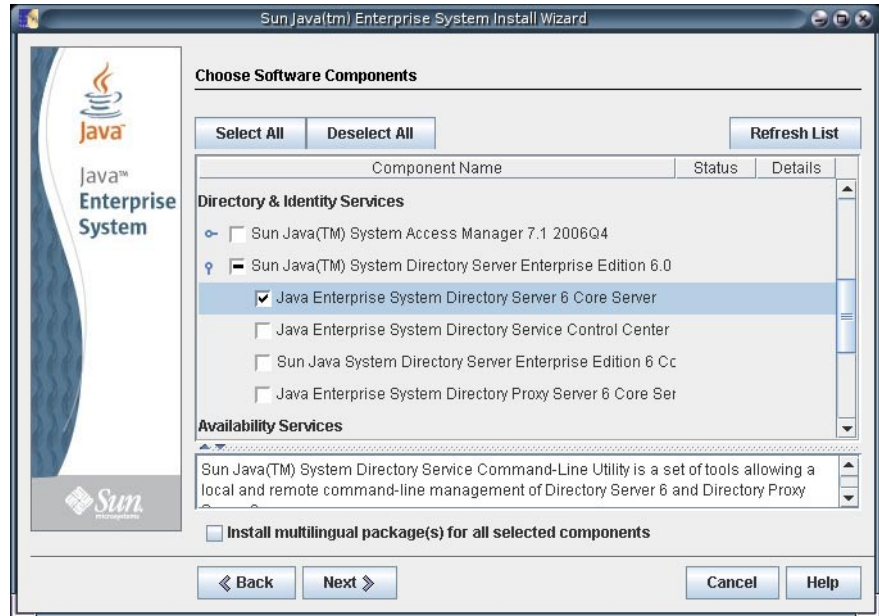 Sun Java(tm) Enterprise System Install Wizard
Java
Java™
Enterprise
System
Sun
microsystems
Choose Software Components
Select All Deselect All Refresh List
Component Name Status Details
Directory & Identity Services
Sun Java(TM) System Access Manager 7.1 2006Q4
Sun Java(TM) System Directory Server Enterprise Edition 6.0
Java Enterprise System Directory Server 6 Core Server
Java Enterprise System Directory Service Control Center
Sun Java System Directory Server Enterprise Edition 6 Co
Java Enterprise System Directory Proxy Server 6 Core Ser
Availability Services
Sun Java(TM) System Directory Service Command-Line Utility is a set of tools allowing a
local and remote command-line management of Directory Server 6 and Directory Proxy
Install multilingual package(s) for all selected components
Back Next Cancel Help